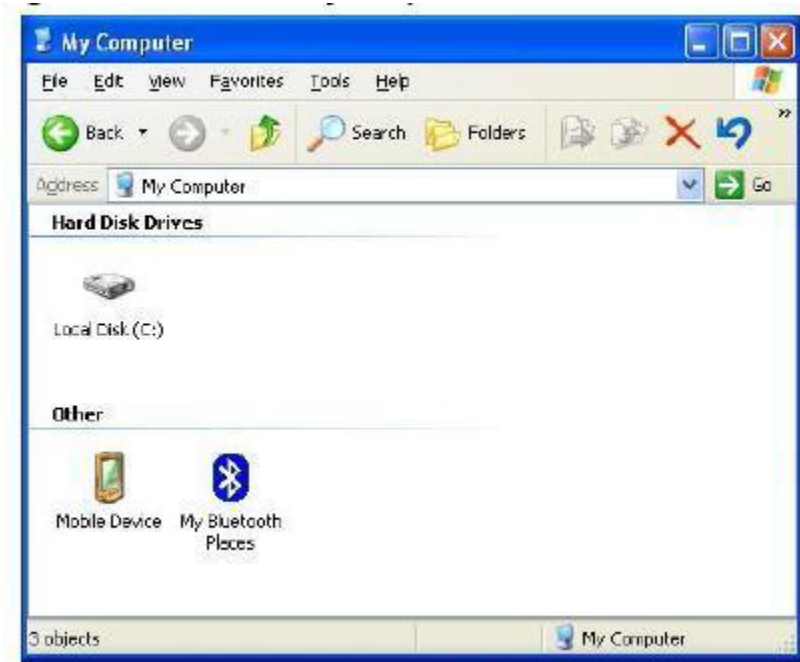 My Computer
File Edit View Favorites Tools Help
Back Search Folders »
Address My Computer Go
Hard Disk Drives
Local Disk (C:)
Other
Mobile Device My Bluetooth
Places
3 objects My Computer